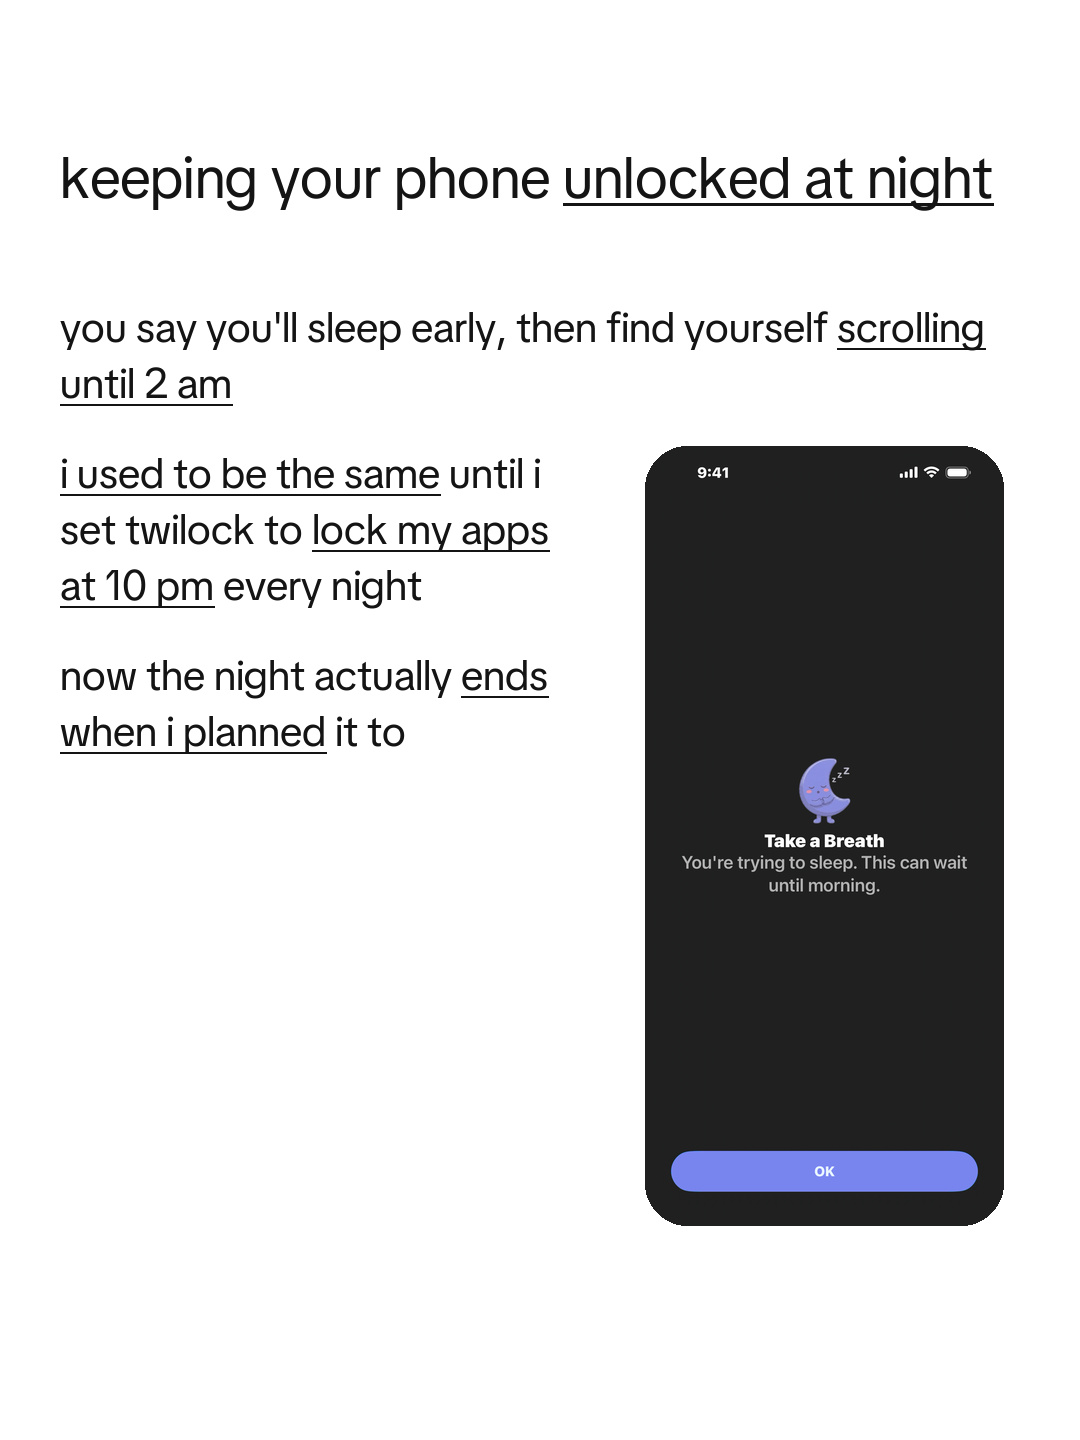 keeping your phone unlocked at night
you say you'll sleep early, then find yourself scrolling
until 2 am
i used to be the same until i
set twilock to lock my apps
at 10 pm every night
now the night actually ends
when i planned it to
9:41
z z z
Take a Breath
You're trying to sleep. This can wait
until morning.
OK